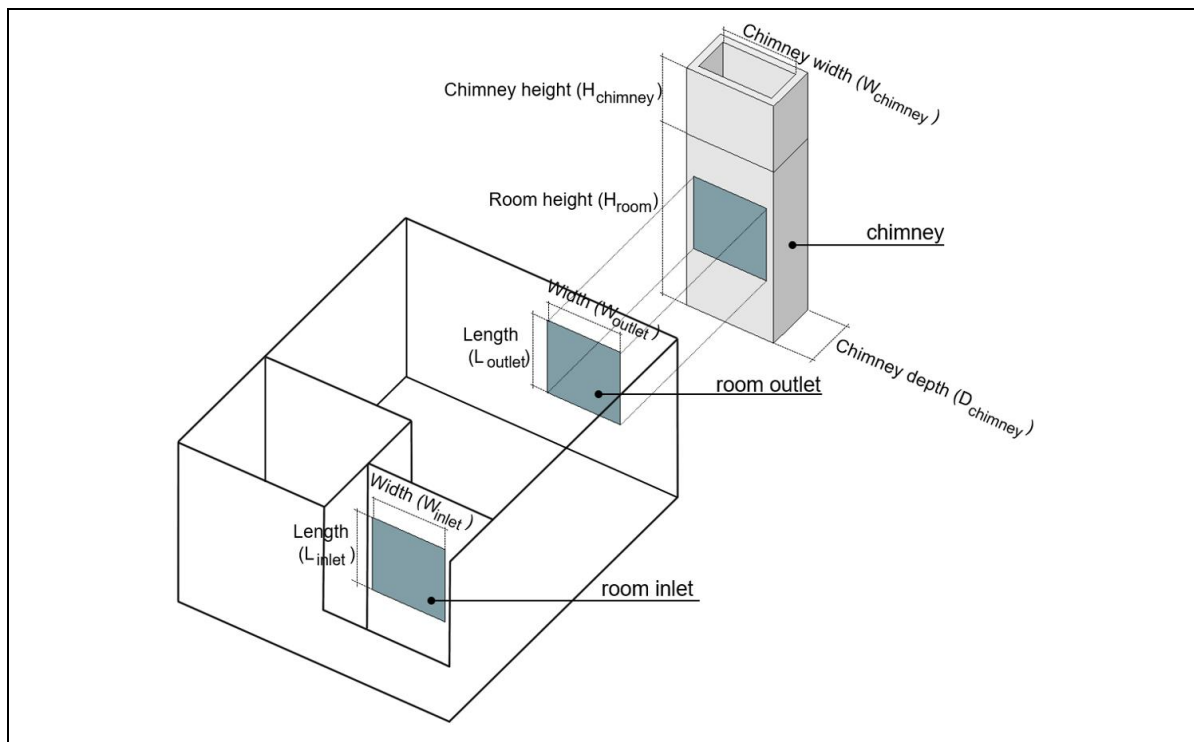 Chimney width (Wchimney )
Chimney height (Hchimney)
Room height (Hroom)
chimney
Width (Woutlet)
Length
(Loutlet)
Chimney depth (Dchimney)
room outlet
Width (Winlet)
Length
(Linlet )
room inlet